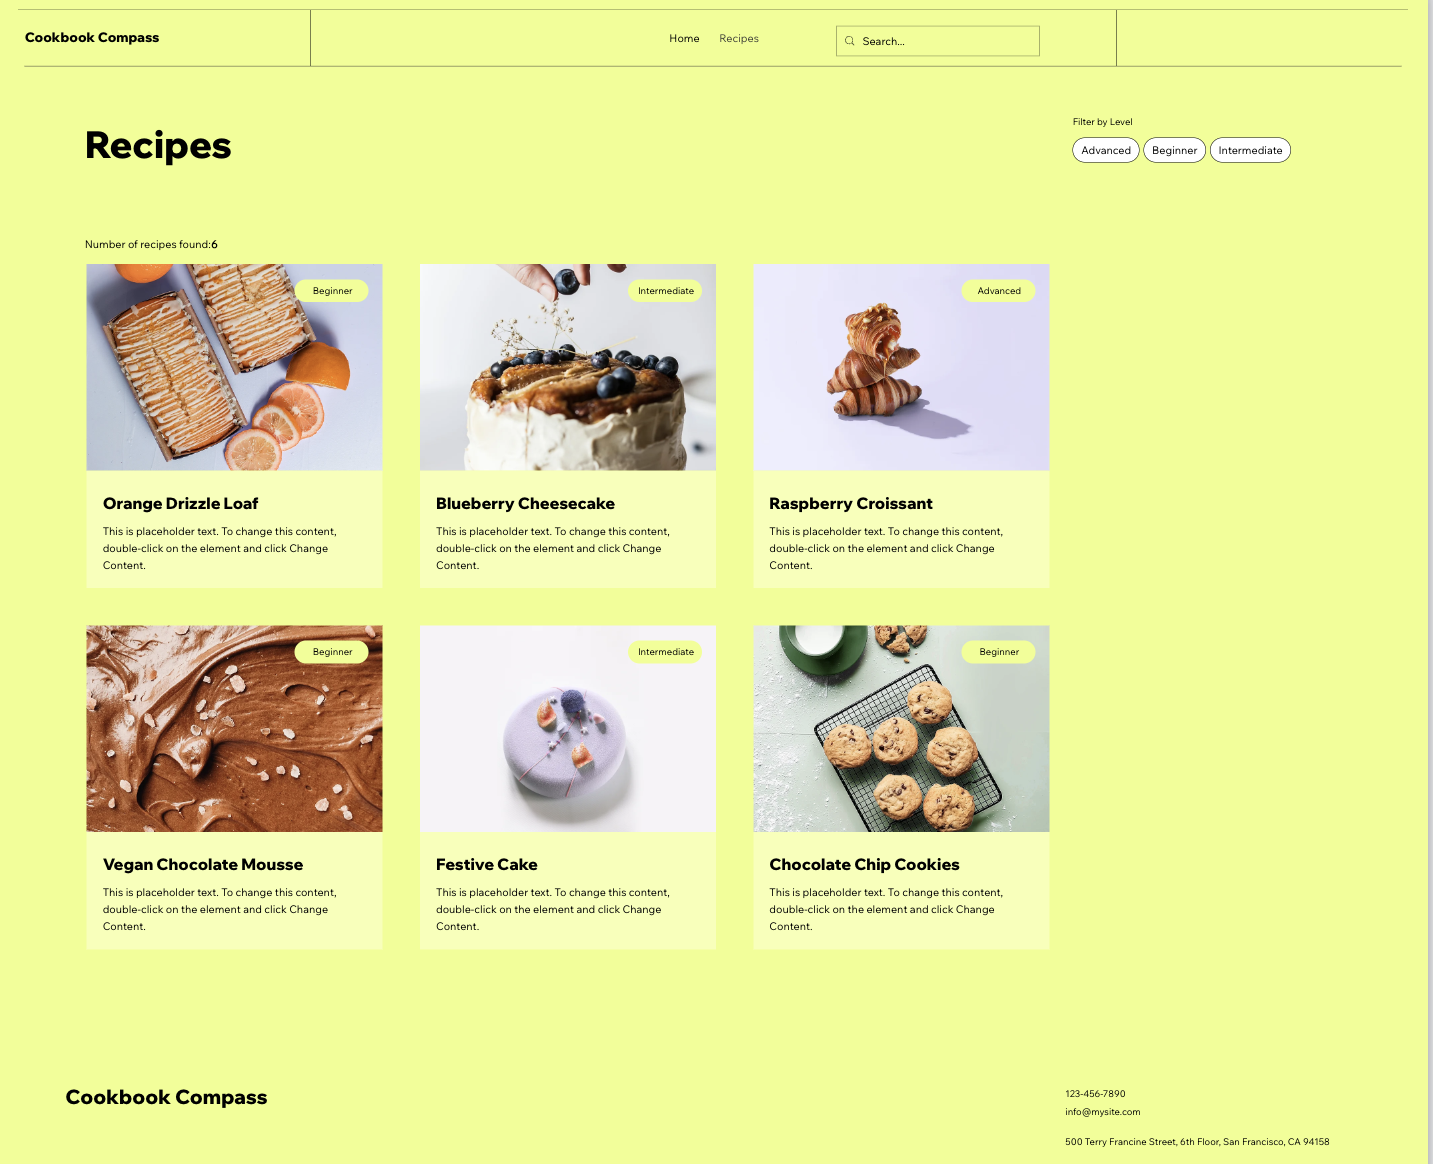 Cookbook Compass
Home
Recipes
Search...
Recipes
Filter by Level
Advanced
Beginner
Intermediate
Number of recipes found:6
Beginner
Orange Drizzle Loaf
This is placeholder text. To change this content,
double-click on the element and click Change
Content.
Intermediate
Blueberry Cheesecake
This is placeholder text. To change this content,
double-click on the element and click Change
Content.
Advanced
Raspberry Croissant
This is placeholder text. To change this content,
double-click on the element and click Change
Content.
Beginner
Vegan Chocolate Mousse
This is placeholder text. To change this content,
double-click on the element and click Change
Content.
Intermediate
Festive Cake
This is placeholder text. To change this content,
double-click on the element and click Change
Content.
Beginner
Chocolate Chip Cookies
This is placeholder text. To change this content,
double-click on the element and click Change
Content.
Cookbook Compass
123-456-7890
info@mysite.com
500 Terry Francine Street, 6th Floor, San Francisco, CA 94158